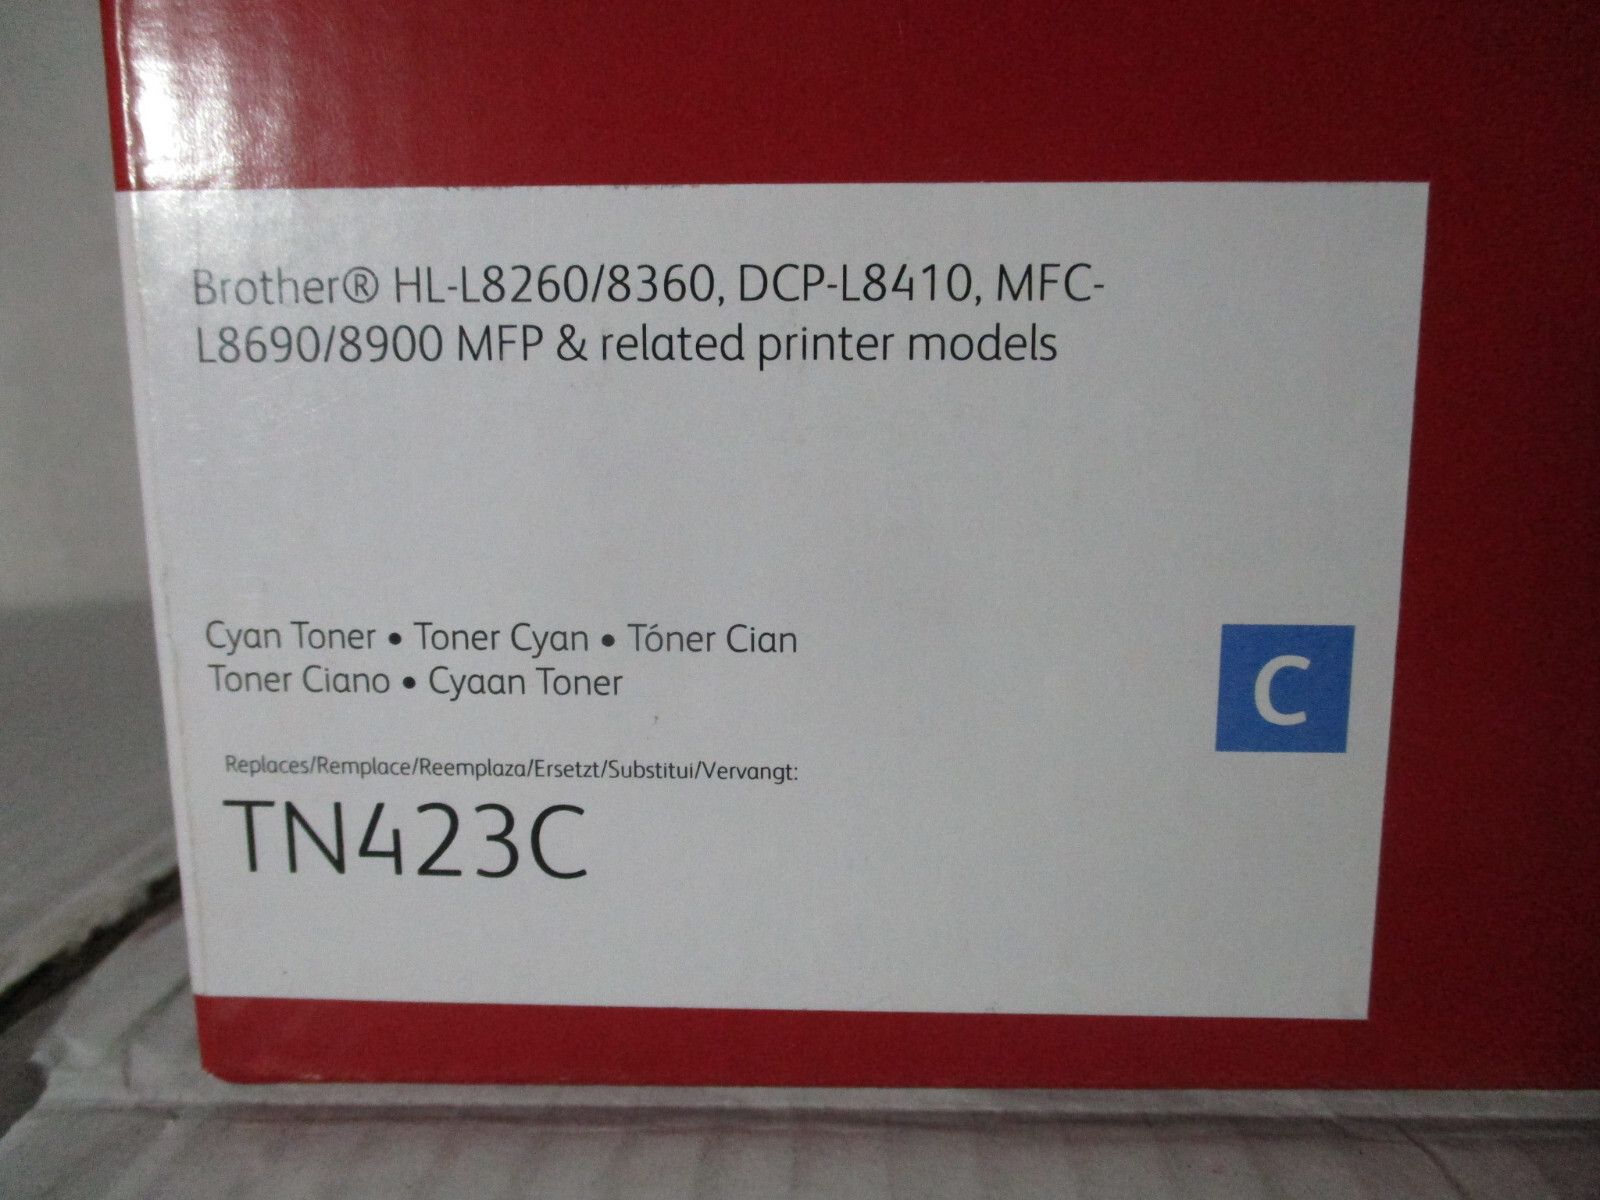 Brother® HL-L8260/8360, DCP-L8410, MFC-
L8690/8900 MFP & related printer models
Cyan Toner • Toner Cyan • Tóner Cian
Toner Ciano • Cyaan Toner
C
Replaces/Remplace/Reemplaza/Ersetzt/Substitui/Vervangt:
TN423C